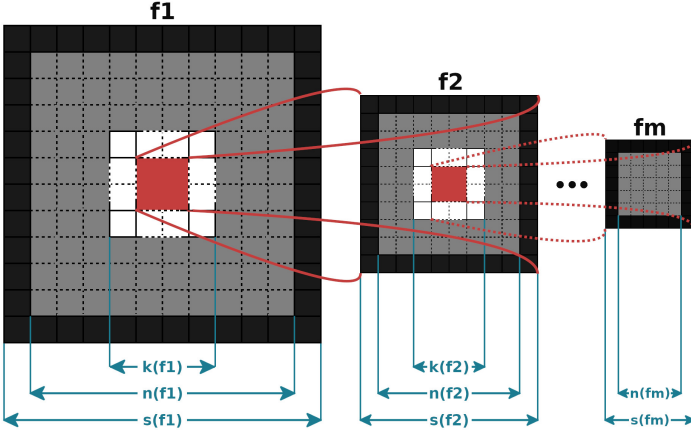 f1
f2
fm
•••
k(f1)
k(f2)
n(f1)
n(f2)
n(fm)
s(f1)
s(f2)
s(fm)